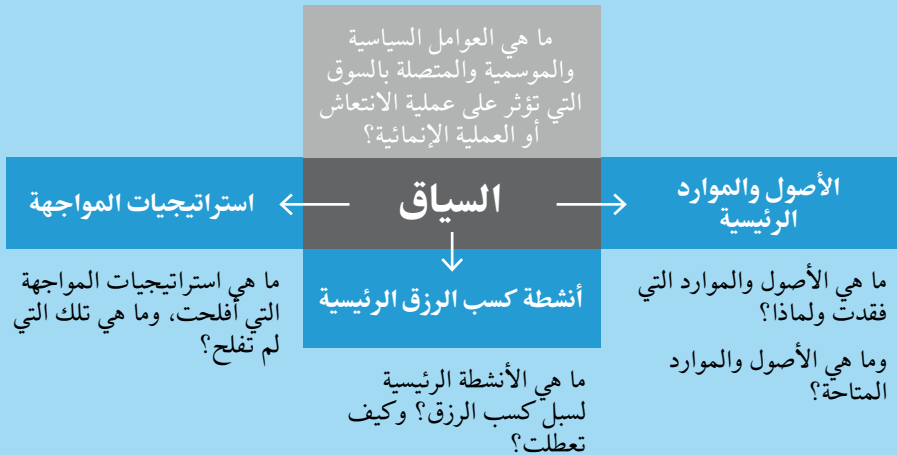 ما هي العوامل السياسية
والموسمية والمتصلة بالسوق
التي تؤثر على عملية الانتعاش
أو العملية الإنمائية؟
السياق
الأصول والموارد
الرئيسية
ما هي الأصول والموارد التي
فقدت ولماذا؟
وما هي الأصول والموارد
المتاحة؟
أنشطة كسب الرزق الرئيسية
ما هي الأنشطة الرئيسية
لسبل كسب الرزق؟ وكيف
تعطلت؟
استراتيجيات المواجهة
ما هي استراتيجيات المواجهة
التي أفلحت، وما هي تلك التي
لم تفلح؟